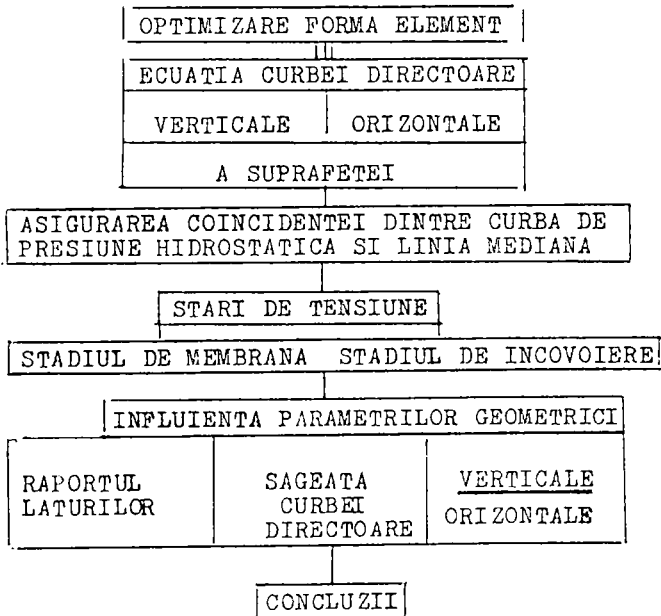 OPTIMIZARE FORMA ELEMENT
ECUATIA CURBEI DIRECTOARE
VERTICALE ORIZONTALE
A SUPRAFETEI
ASIGURAREA COINCIDENTEI DINTRE CURBA DE
PRESIUNE HIDROSTATICA SI LINIA MEDIANA
STARI DE TENSIUNE
STADIUL DE MEMBRANA STADIUL DE INCOVOIERE
INFLUIENTA PARAMETRILOR GEOMETRICI
RAPORTUL
LATURILOR
SAGEATA
CURBEI
DIRECTOARE
VERTICALE
ORIZONTALE
CONCLUZII